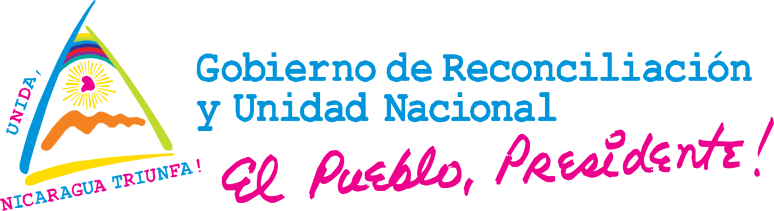 UNIDA,
NICARAGUA TRIUNFA!
Gobierno de Reconciliación
y Unidad Nacional
El Pueblo, Presidente!